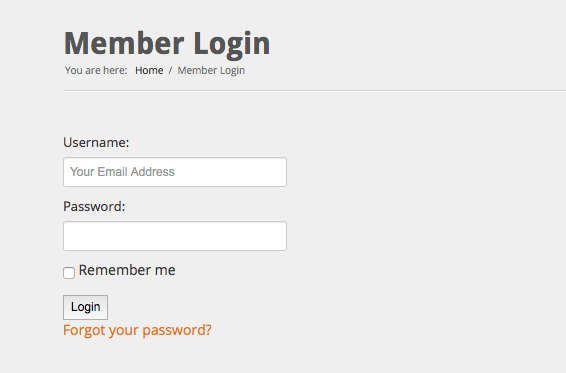 Member Login
You are here: Home / Member Login
Username:
Your Email Address
Password:
Remember me
Login
Forgot your password?